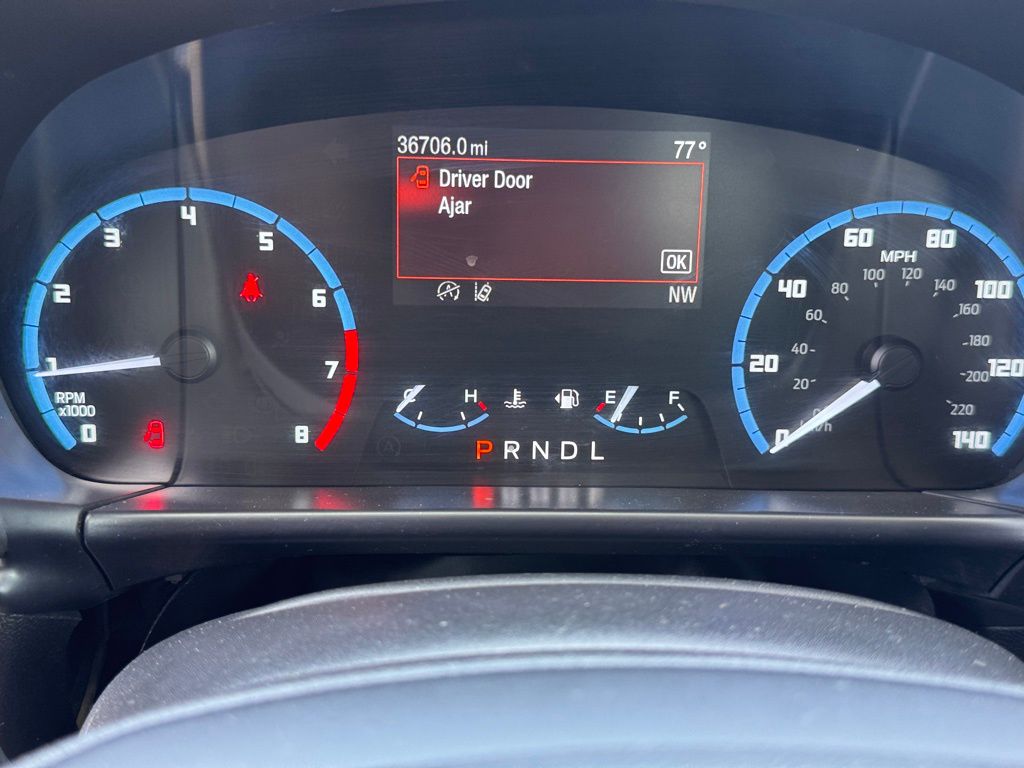 36706.0 mi 77°
Driver Door
Ajar
OK
NW
0 1 2 3 4 5 6 7 8
RPM
x1000
C H
E F
P R N D L
MPH
0 20 40 60 80 100 120 140
0 20 40 60 80 100 120 140 160 180 200 220
km/h